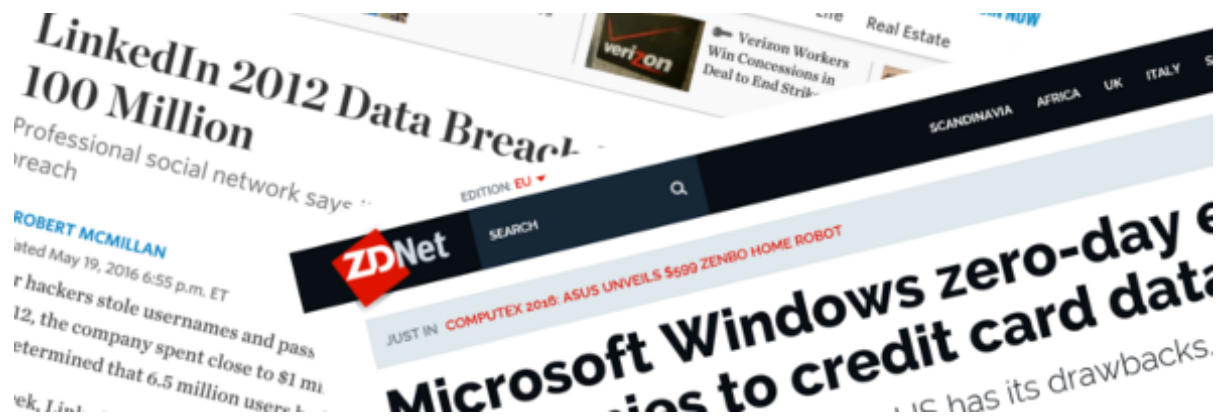 LinkedIn 2012 Data Breach
100 Million
Professional social network says
breach
ROBERT MCMILLAN
May 19, 2016 6:55 p.m. ET
hackers stole usernames and pass
12, the company spent close to $1
etermined that 6.5 million users
verizon
Verizon Workers
Win Concessions in
Deal to End Strike
Real Estate
NOW
EDITION: EU
SCANDINAVIA AFRICA UK ITALY
ZDNet
SEARCH
JUST IN COMPUTEX 2016: ASUS UNVEILS $599 ZENBO HOME ROBOT
Microsoft Windows zero-day
to credit card data
US has its drawbacks.